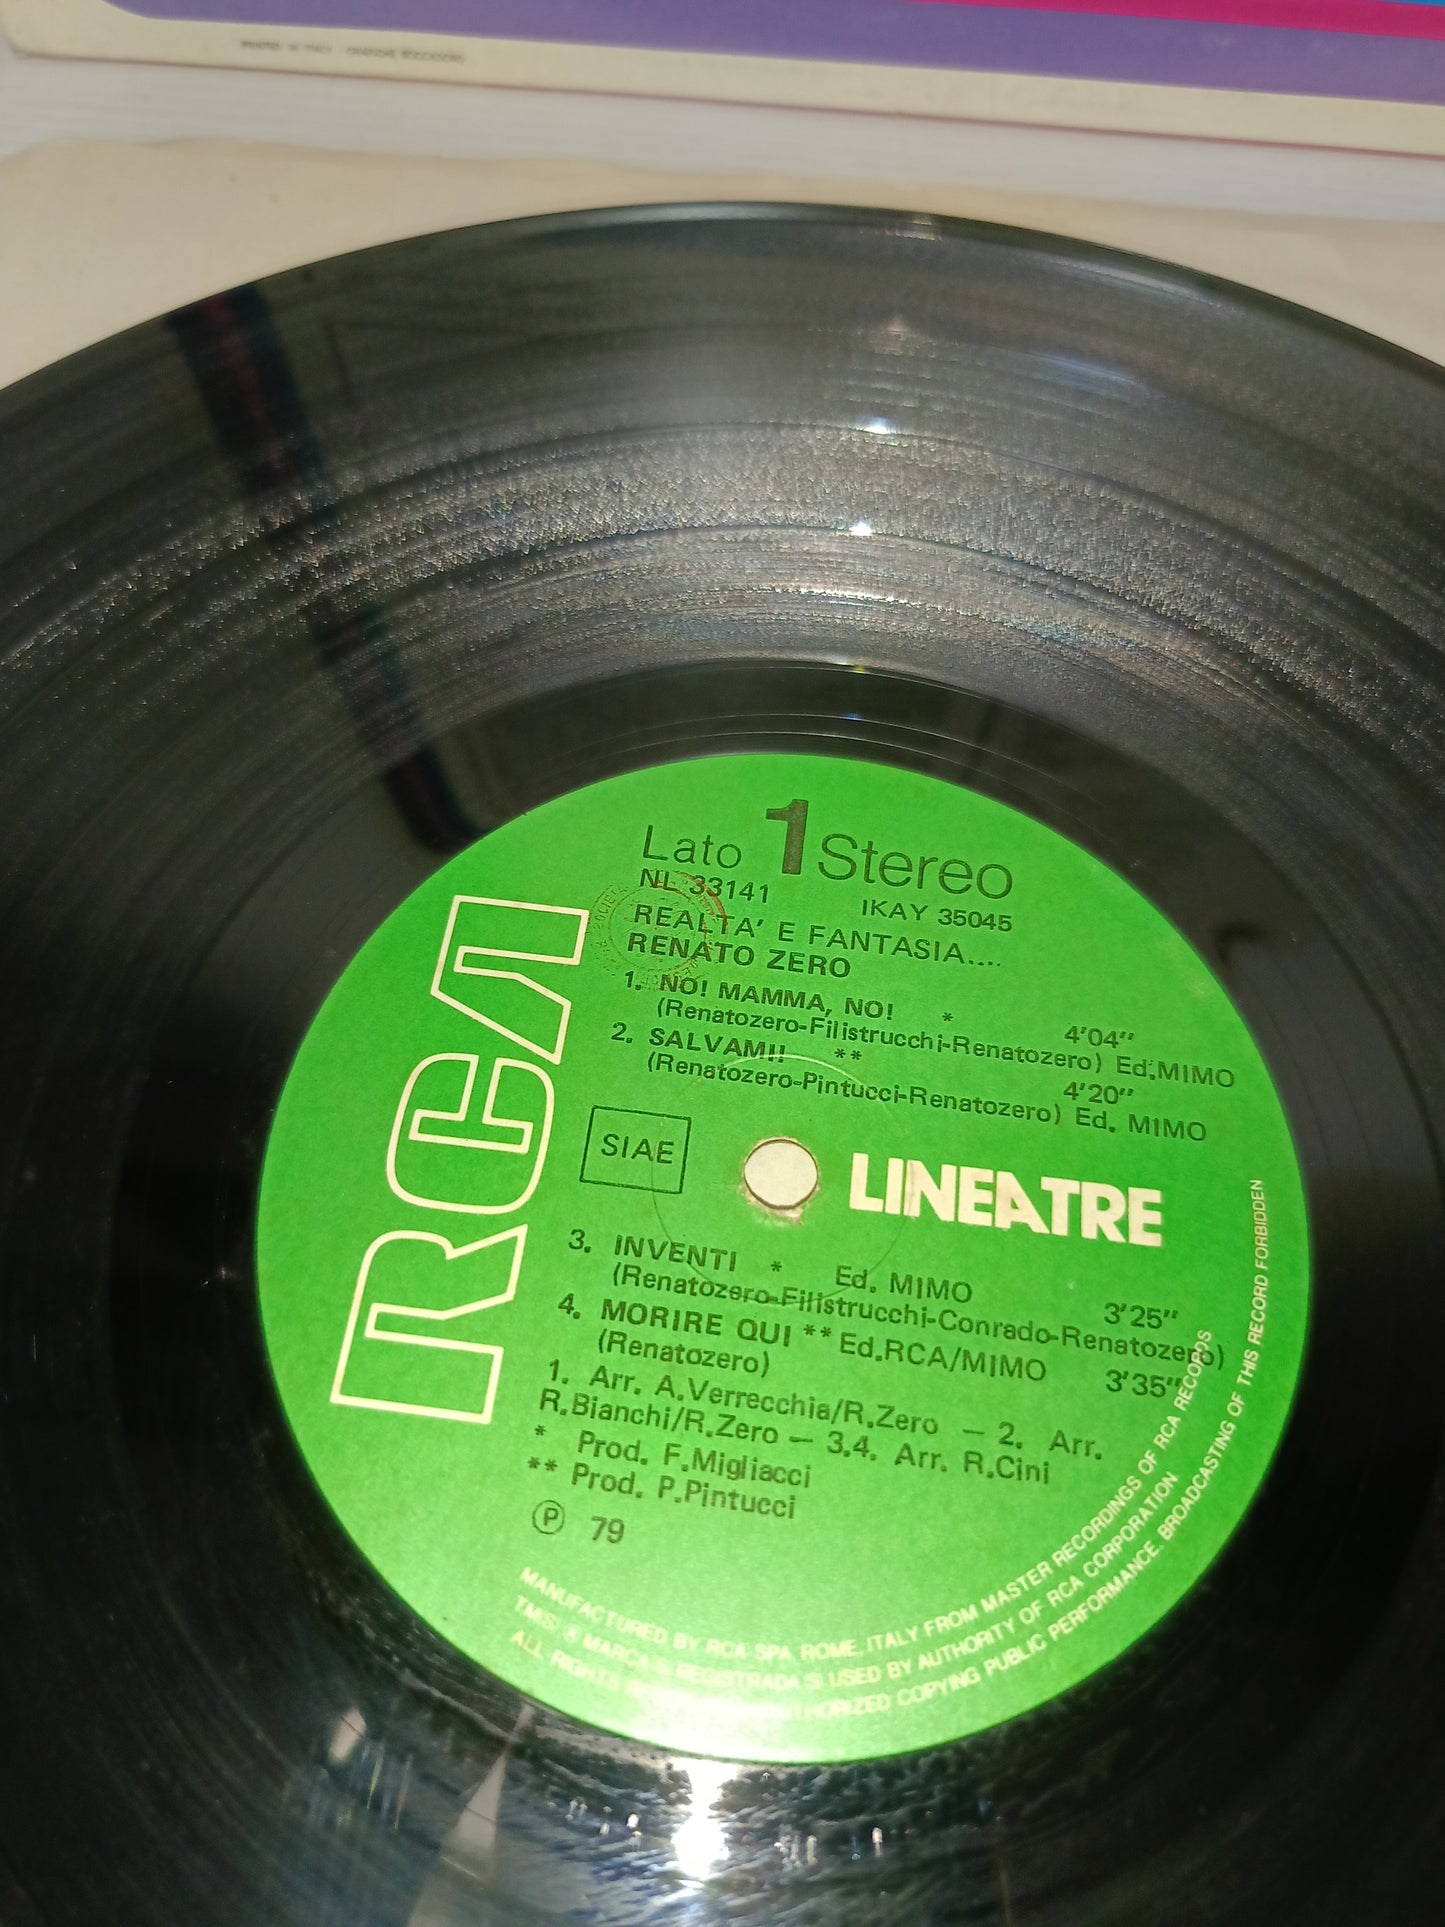 PRINTED IN ITALY - GRAFICHE
Lato 1 Stereo
NL 33141
IKAY 35045
REALTA' E FANTASIA....
RENATO ZERO
1. NO! MAMMA, NO! * 4'04"
(Renatozero-Filistrucchi-Renatozero) Ed.MIMO
2. SALVAMI! ** 4'20"
(Renatozero-Pintucci-Renatozero) Ed. MIMO
RCA
SIAE
LINEATRE
3. INVENTI * Ed. MIMO 3'25"
(Renatozero-Filistrucchi-Conrado-Renatozero)
4. MORIRE QUI ** Ed.RCA/MIMO 3'35"
(Renatozero)
1. Arr. A.Verrecchia/R.Zero – 2. Arr.
R.Bianchi/R.Zero – 3.4. Arr. R.Cini
* Prod. F.Migliacci
** Prod. P.Pintucci
Ⓟ 79
MANUFACTURED BY RCA SPA ROME. ITALY FROM MASTER RECORDINGS OF RCA RECORDS
TM(S) ® MARCA S) REGISTRADA S) USED BY AUTHORITY OF RCA CORPORATION
ALL RIGHTS COPYING PUBLIC PERFORMANCE. BROADCASTING OF THIS RECORD FORBIDDEN